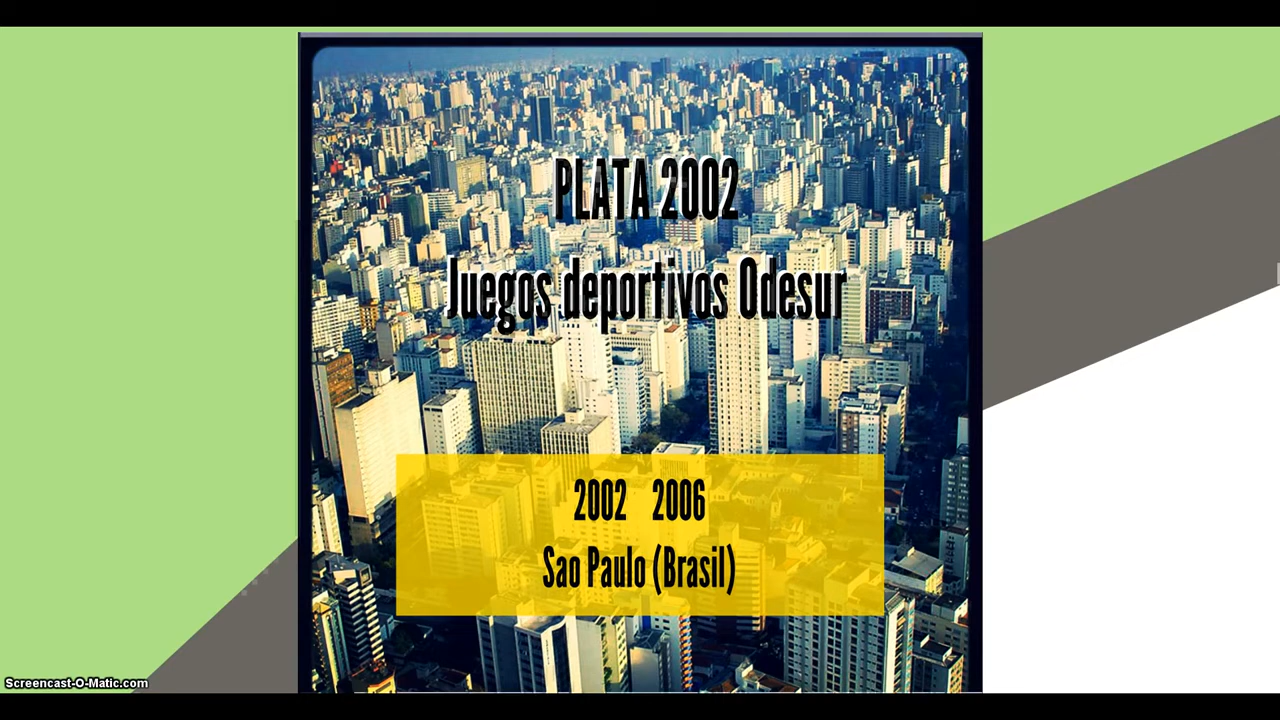 PLATA 2002
Juegos deportivos Odesur
2002 2006
Sao Paulo (Brasil)
Screencast-O-Matic.com